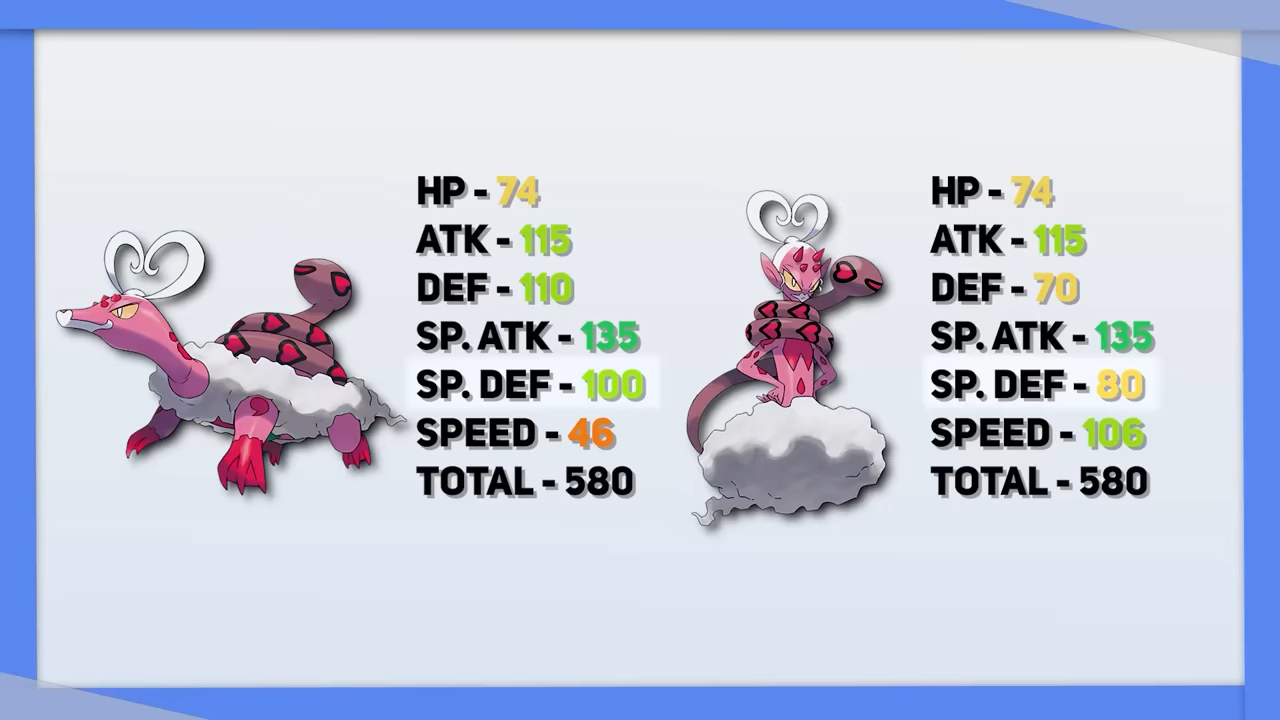 HP - 74
ATK - 115
DEF - 110
SP. ATK - 135
SP. DEF - 100
SPEED - 46
TOTAL - 580
HP - 74
ATK - 115
DEF - 70
SP. ATK - 135
SP. DEF - 80
SPEED - 106
TOTAL - 580